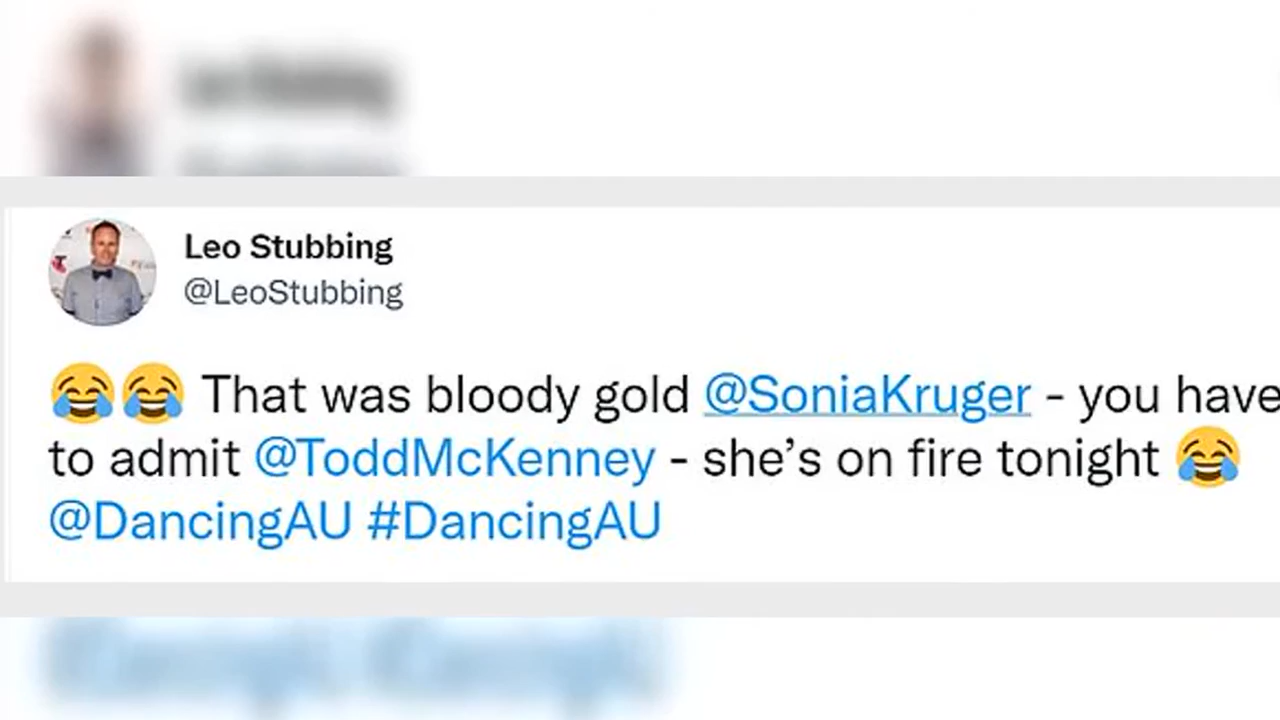 Leo Stubbing
@LeoStubbing
😂😂 That was bloody gold @SoniaKruger - you have
to admit @ToddMcKenney - she’s on fire tonight 😂
@DancingAU #DancingAU